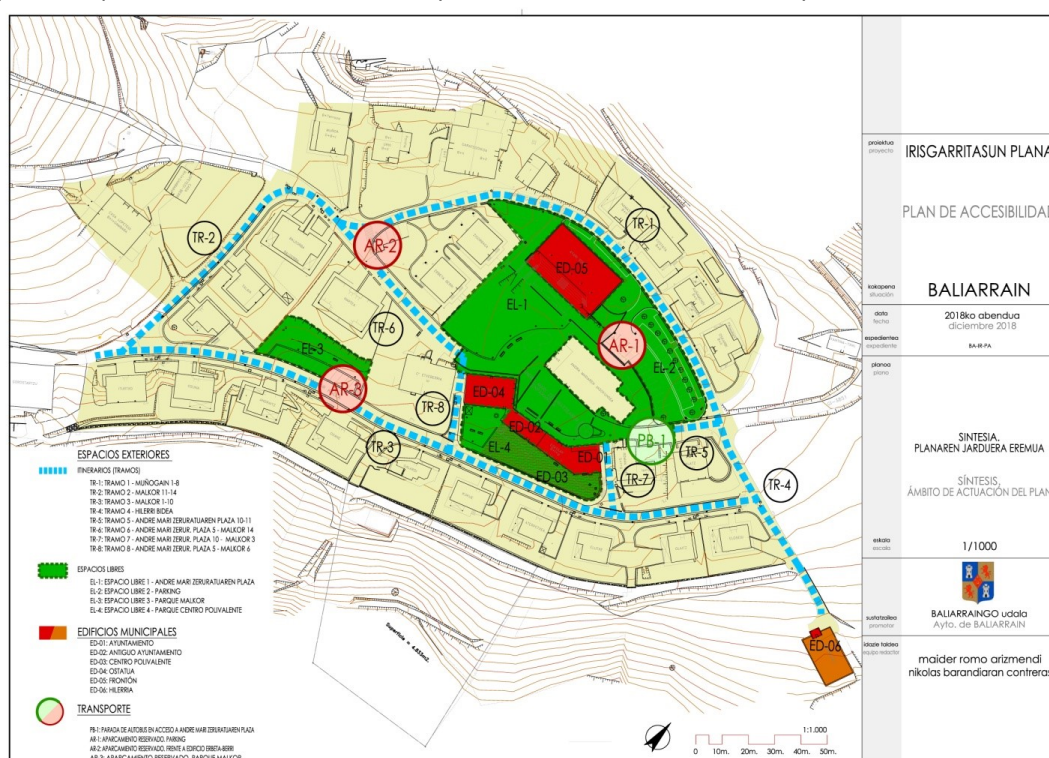 TR-1
TR-2
AR-2
ED-05
EL-1
TR-6
AR-1
EL-3
EL-2
AR-3
ED-04
TR-8
ED-02
PB-1
EL-4
ED-01
TR-3
TR-5
ED-03
TR-7
TR-4
ED-06
Superficie = 4.635m2.
ESPACIOS EXTERIORES
ITINERARIOS (TRAMOS)
TR-1: TRAMO 1 - MUÑOGAIN 1-8
TR-2: TRAMO 2 - MALKOR 11-14
TR-3: TRAMO 3 - MALKOR 1-10
TR-4: TRAMO 4 - HILERRI BIDEA
TR-5: TRAMO 5 - ANDRE MARI ZERURATUAREN PLAZA 10-11
TR-6: TRAMO 6 - ANDRE MARI ZERUR. PLAZA 5 - MALKOR 14
TR-7: TRAMO 7 - ANDRE MARI ZERUR. PLAZA 10 - MALKOR 3
TR-8: TRAMO 8 - ANDRE MARI ZERUR. PLAZA 5 - MALKOR 6
ESPACIOS LIBRES
EL-1: ESPACIO LIBRE 1 - ANDRE MARI ZERURATUAREN PLAZA
EL-2: ESPACIO LIBRE 2 - PARKING
EL-3: ESPACIO LIBRE 3 - PARQUE MALKOR
EL-4: ESPACIO LIBRE 4 - PARQUE CENTRO POLIVALENTE
EDIFICIOS MUNICIPALES
ED-01: AYUNTAMIENTO
ED-02: ANTIGUO AYUNTAMIENTO
ED-03: CENTRO POLIVALENTE
ED-04: OSTATUA
ED-05: FRONTÓN
ED-06: HILERRIA
TRANSPORTE
PB-1: PARADA DE AUTOBUS EN ACCESO A ANDRE MARI ZERURATUAREN PLAZA
AR-1: APARCAMIENTO RESERVADO, PARKING
AR-2: APARCAMIENTO RESERVADO, FRENTE A EDIFICIO ERBETA-BERRI
AR-3: APARCAMIENTO RESERVADO, PARQUE MALKOR
1:1.000
0 10m. 20m. 30m. 40m. 50m.
proiektua
proyecto
IRISGARRITASUN PLANA
PLAN DE ACCESIBILIDAD
kokapena
situación
BALIARRAIN
data
fecha
2018ko abendua
diciembre 2018
espedientea
expediente
BA-IR-PA
planoa
plano
SINTESIA.
PLANAREN JARDUERA EREMUA
SÍNTESIS,
ÁMBITO DE ACTUACIÓN DEL PLAN
eskala
escala
1/1000
sustatzailea
promotor
BALIARRAINGO udala
Ayto. de BALIARRAIN
idazle taldea
equipo redactor
maider romo arizmendi
nikolas barandiaran contreras